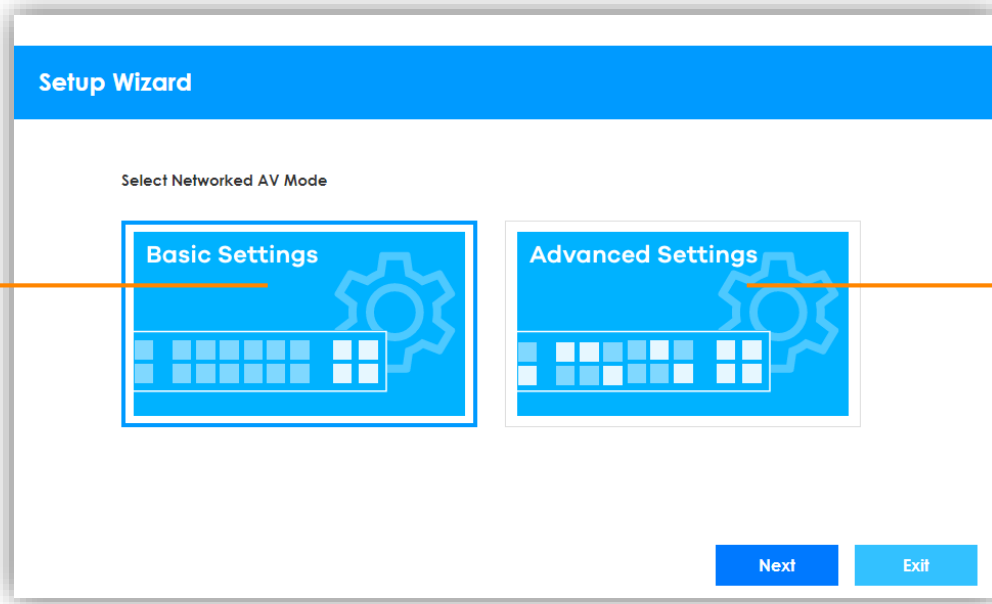 Setup Wizard
Select Networked AV Mode
Basic Settings
Advanced Settings
Next
Exit